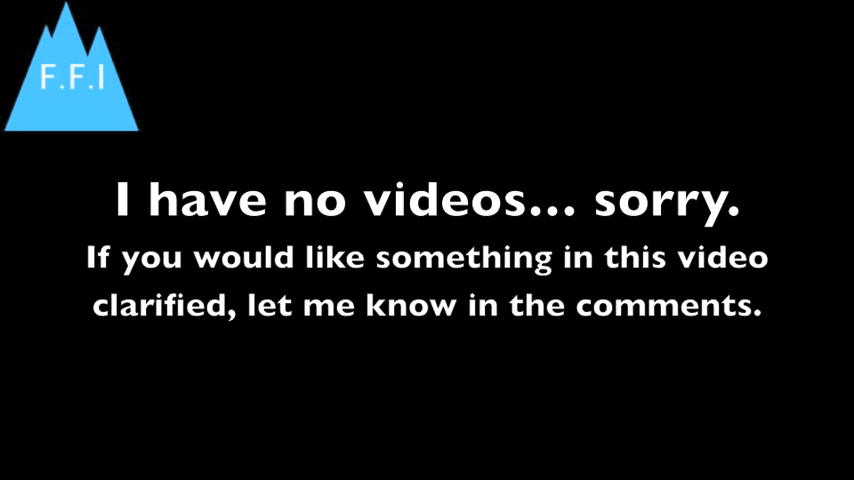 F.F.I
I have no videos... sorry.
If you would like something in this video
clarified, let me know in the comments.